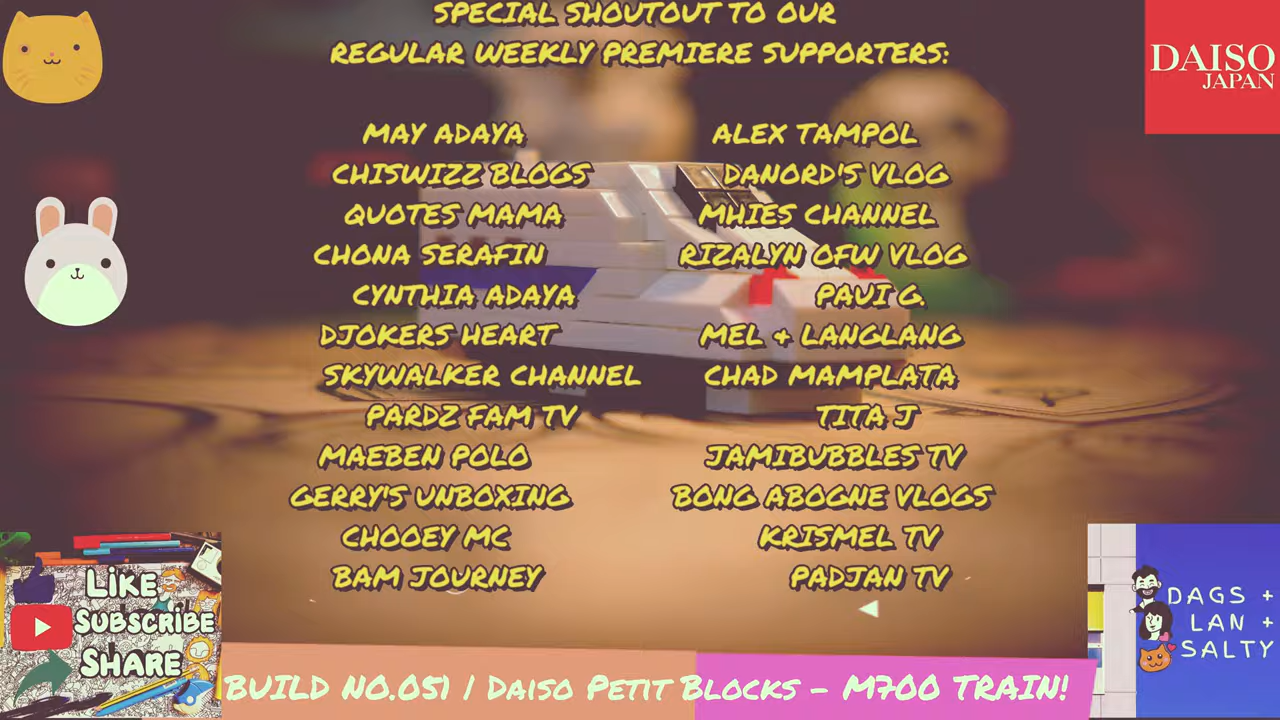 SPECIAL SHOUTOUT TO OUR
REGULAR WEEKLY PREMIERE SUPPORTERS:
MAY ADAYA
CHISWIZZ BLOGS
QUOTES MAMA
CHONA SERAFIN
CYNTHIA ADAYA
DJOKERS HEART
SKYWALKER CHANNEL
PARDZ FAM TV
MAEBEN POLO
GERRY'S UNBOXING
CHOOEY MC
BAM JOURNEY
ALEX TAMPOL
DANORD'S VLOG
MHIES CHANNEL
RIZALYN OFW VLOG
PAUI G.
MEL & LANGLANG
CHAD MAMPLATA
TITA J
JAMIBUBBLES TV
BONG ABOGNE VLOGS
KRISMEL TV
PADJAN TV
DAISO
JAPAN
LIKE
SUBSCRIBE
SHARE
DAGS +
LAN +
SALTY
BUILD NO.051 | DAISO PETIT BLOCKS - M700 TRAIN!